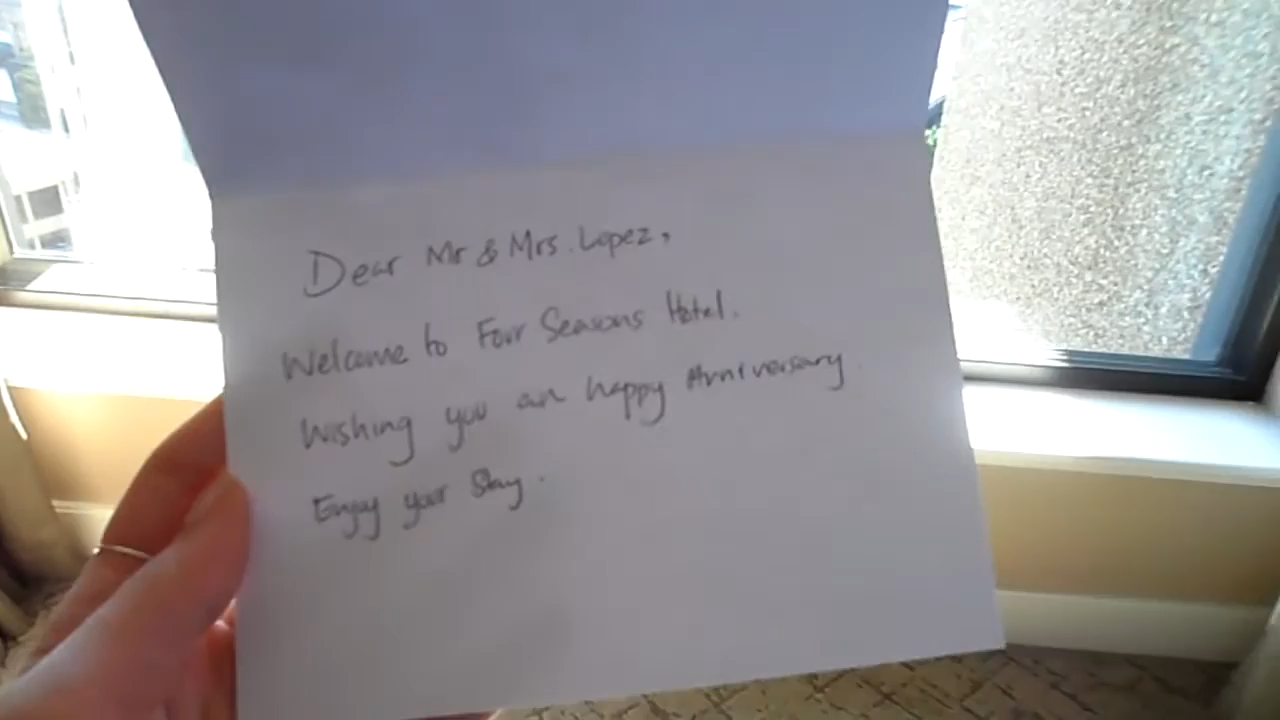 Dear Mr & Mrs. Lopez,
Welcome to Four Seasons Hotel.
Wishing you an happy Anniversary.
Enjoy your Stay.